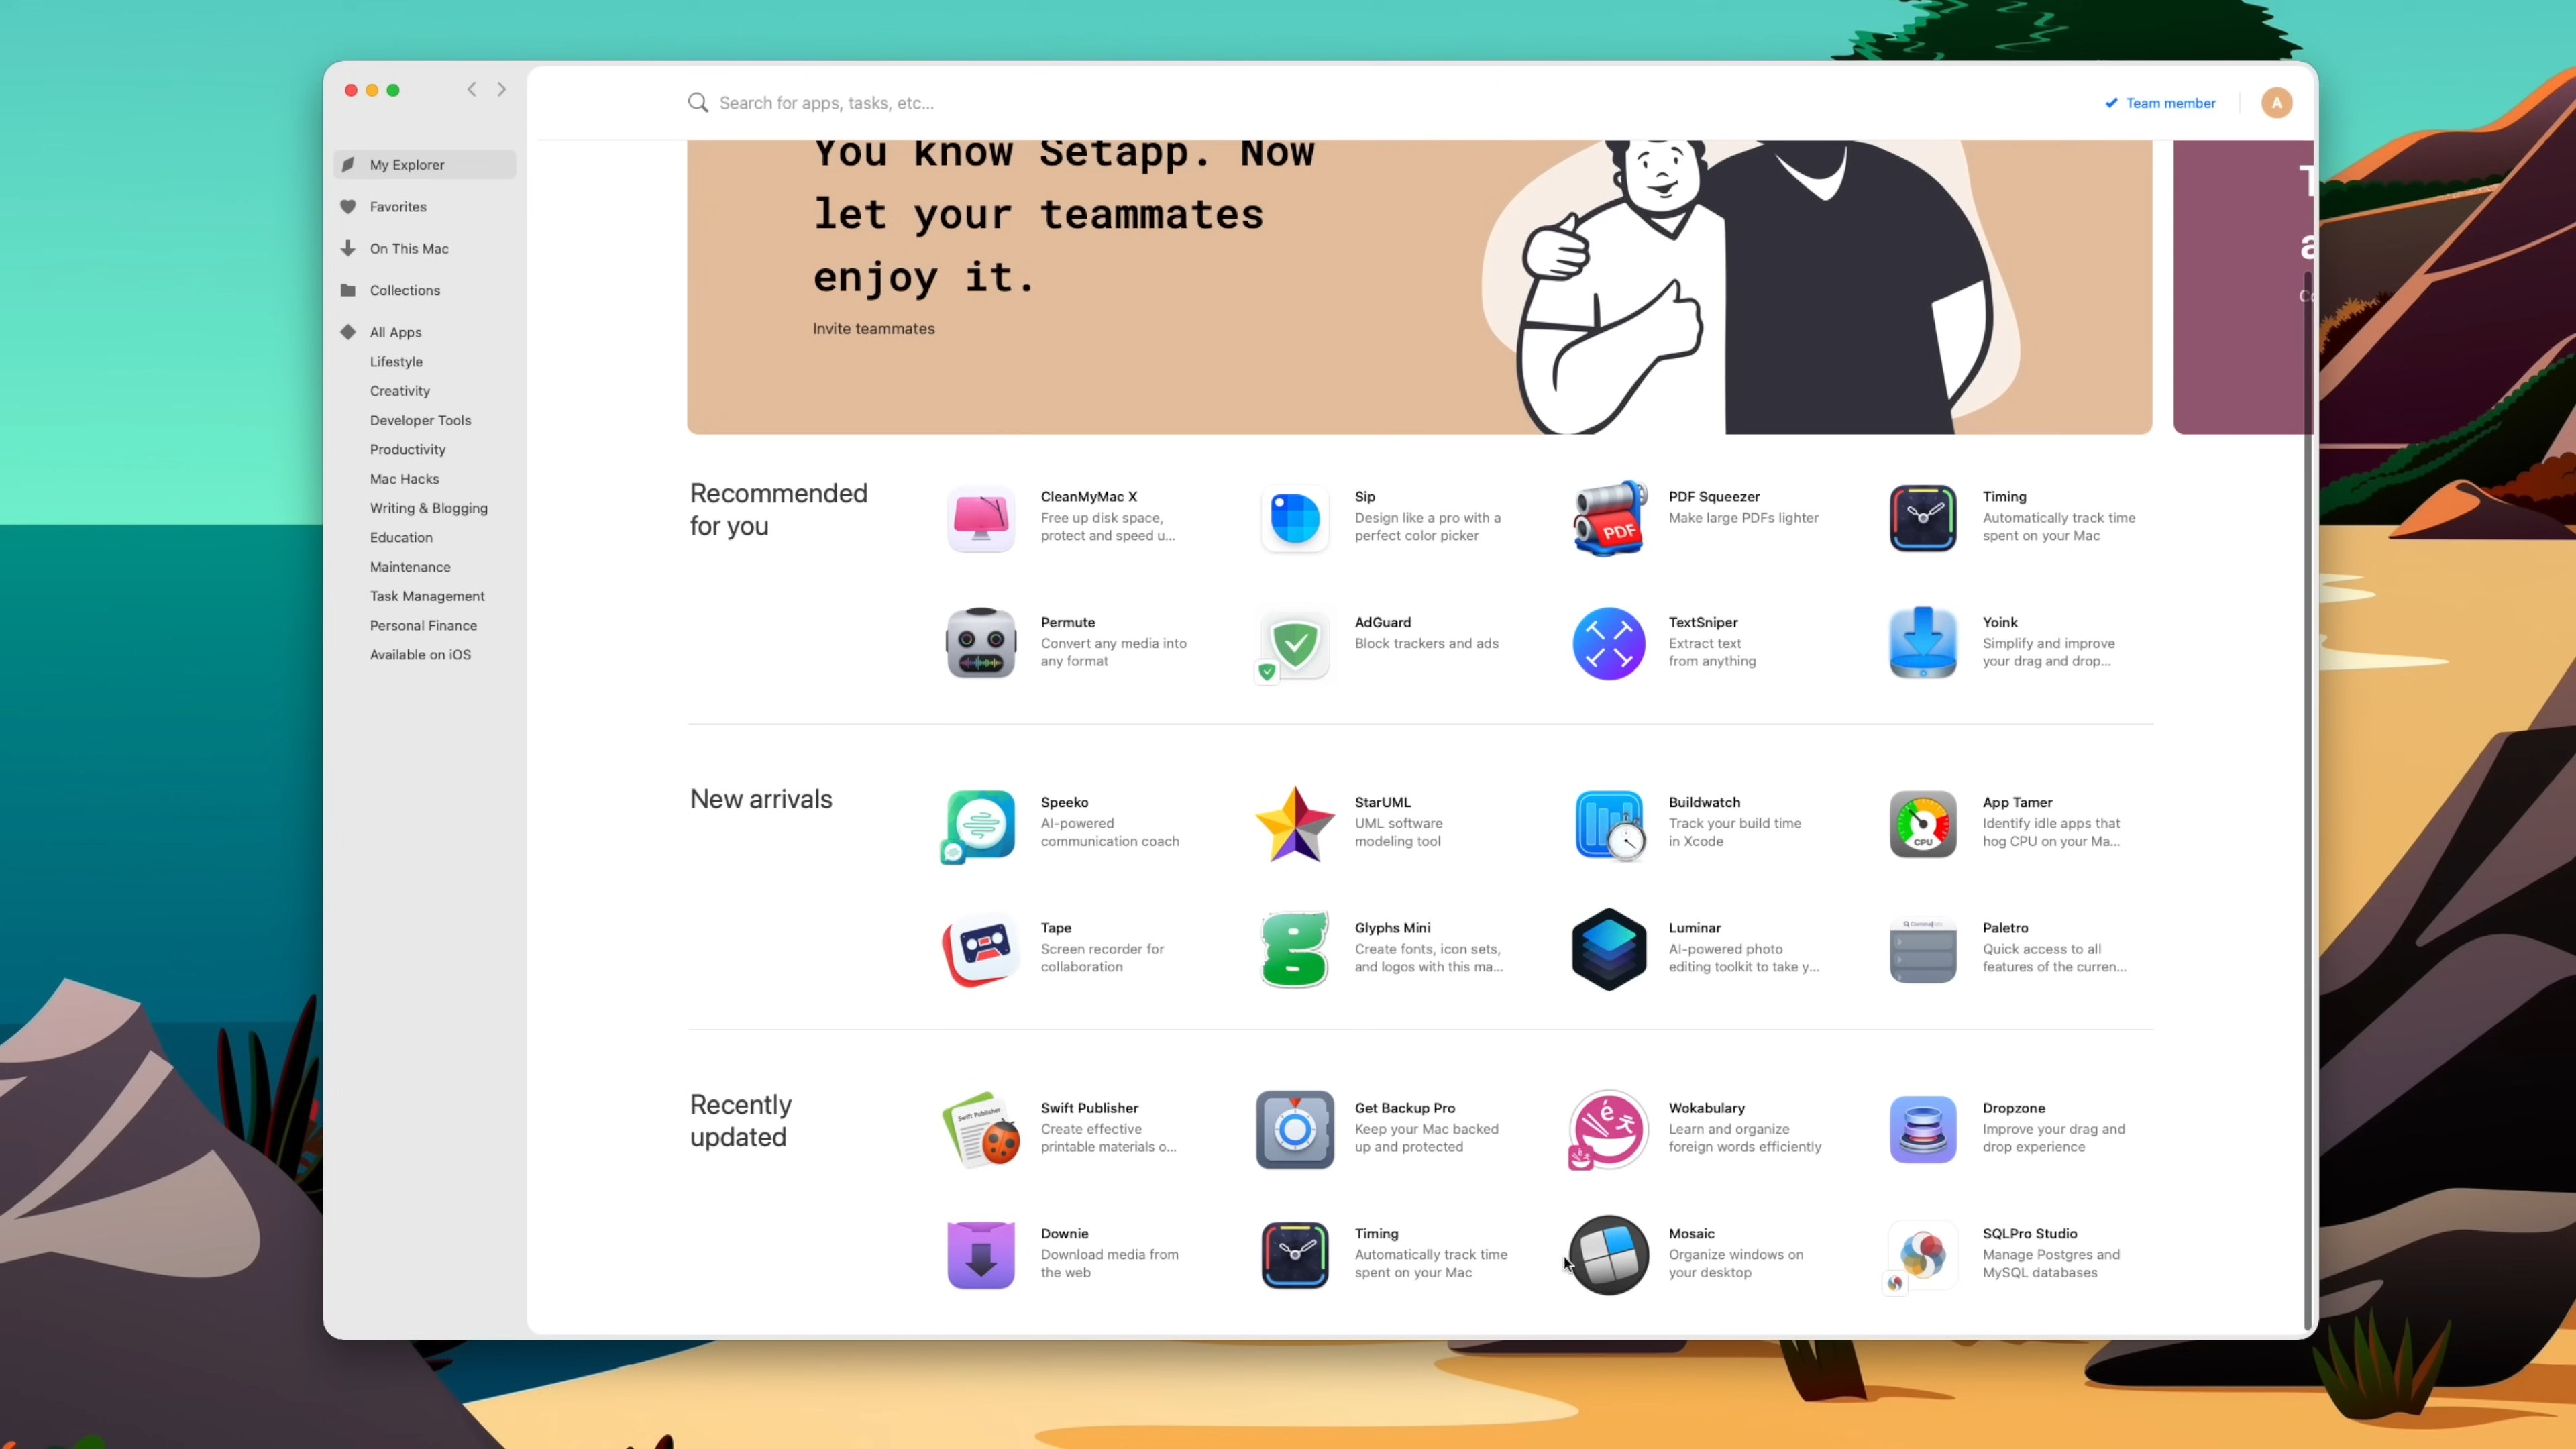 Search for apps, tasks, etc...
Team member
A
My Explorer
Favorites
On This Mac
Collections
All Apps
Lifestyle
Creativity
Developer Tools
Productivity
Mac Hacks
Writing & Blogging
Education
Maintenance
Task Management
Personal Finance
Available on iOS
You know Setapp. Now
let your teammates
enjoy it.
Invite teammates
Recommended
for you
CleanMyMac X
Free up disk space,
protect and speed u...
Sip
Design like a pro with a
perfect color picker
PDF
PDF Squeezer
Make large PDFs lighter
Timing
Automatically track time
spent on your Mac
Permute
Convert any media into
any format
AdGuard
Block trackers and ads
TextSniper
Extract text
from anything
Yoink
Simplify and improve
your drag and drop...
New arrivals
Speeko
AI-powered
communication coach
StarUML
UML software
modeling tool
Buildwatch
Track your build time
in Xcode
CPU
App Tamer
Identify idle apps that
hog CPU on your Ma...
Tape
Screen recorder for
collaboration
Glyphs Mini
Create fonts, icon sets,
and logos with this ma...
Luminar
AI-powered photo
editing toolkit to take y...
Paletro
Quick access to all
features of the curren...
Recently
updated
Swift Publisher
Swift Publisher
Create effective
printable materials o...
Get Backup Pro
Keep your Mac backed
up and protected
Wokabulary
Learn and organize
foreign words efficiently
Dropzone
Improve your drag and
drop experience
Downie
Download media from
the web
Timing
Automatically track time
spent on your Mac
Mosaic
Organize windows on
your desktop
SQLPro Studio
Manage Postgres and
MySQL databases